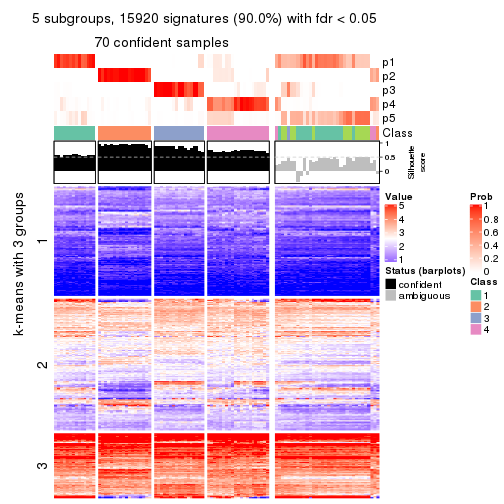 5 subgroups, 15920 signatures (90.0%) with fdr < 0.05
70 confident samples
p1
p2
p3
p4
p5
Class
1
0.5
0
Silhouette
score
k-means with 3 groups
1
2
3
Value
5
4
3
2
1
Status (barplots)
confident
ambiguous
Prob
1
0.8
0.6
0.4
0.2
0
Class
1
2
3
4